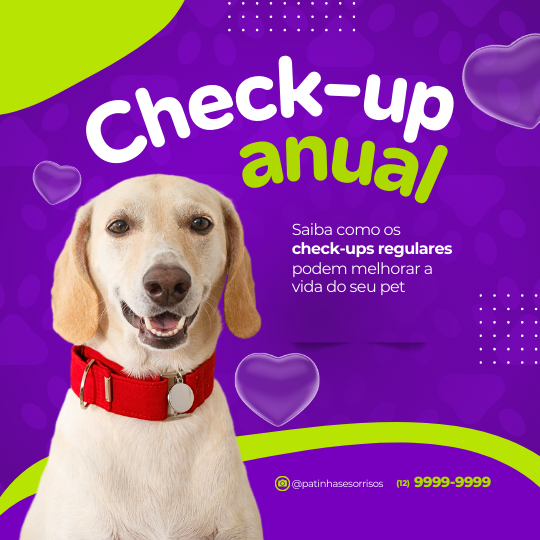 Check-up
anual
Saiba como os
check-ups regulares
podem melhorar a
vida do seu pet
@patinhasesorrisos (12) 9999-9999